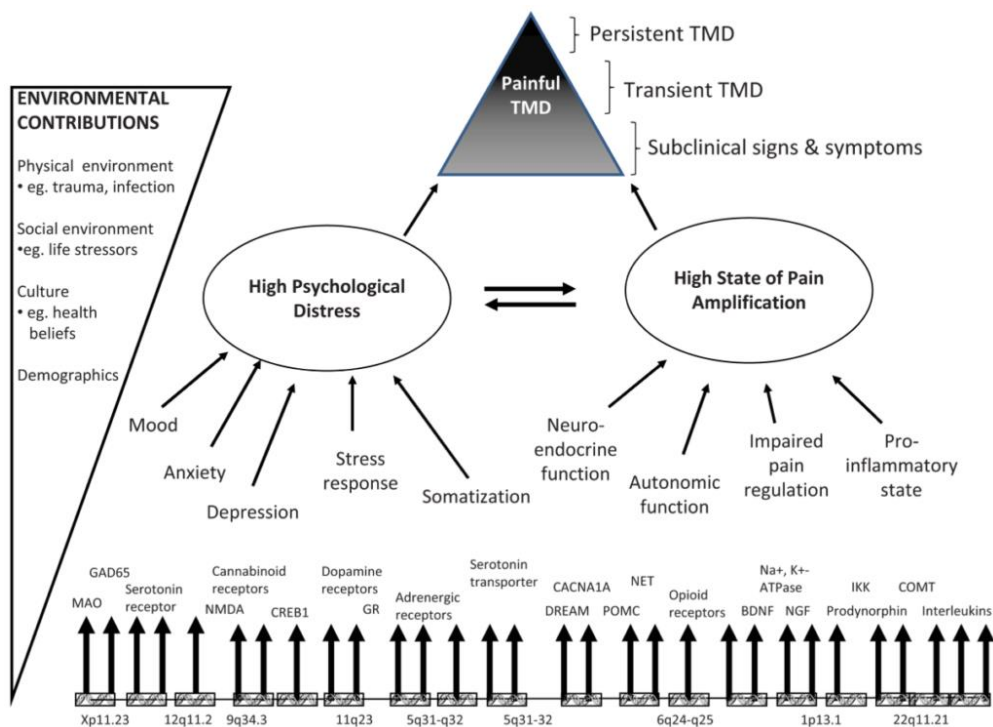 Persistent TMD
Painful
TMD
Transient TMD
Subclinical signs & symptoms
ENVIRONMENTAL
CONTRIBUTIONS
Physical environment
• eg. trauma, infection
Social environment
•eg. life stressors
Culture
• eg. health
beliefs
Demographics
High Psychological
Distress
High State of Pain
Amplification
Mood
Anxiety
Depression
Stress
response
Somatization
Neuro-
endocrine
function
Autonomic
function
Impaired
pain
regulation
Pro-
inflammatory
state
MAO
GAD65
Serotonin
receptor
NMDA
Cannabinoid
receptors
CREB1
Dopamine
receptors
GR
Adrenergic
receptors
Serotonin
transporter
DREAM
CACNA1A
POMC
NET
Opioid
receptors
BDNF
Na+, K+-
ATPase
NGF
Prodynorphin
IKK
COMT
Interleukins
Xp11.23
12q11.2
9q34.3
11q23
5q31-q32
5q31-32
6q24-q25
1p13.1
22q11.21